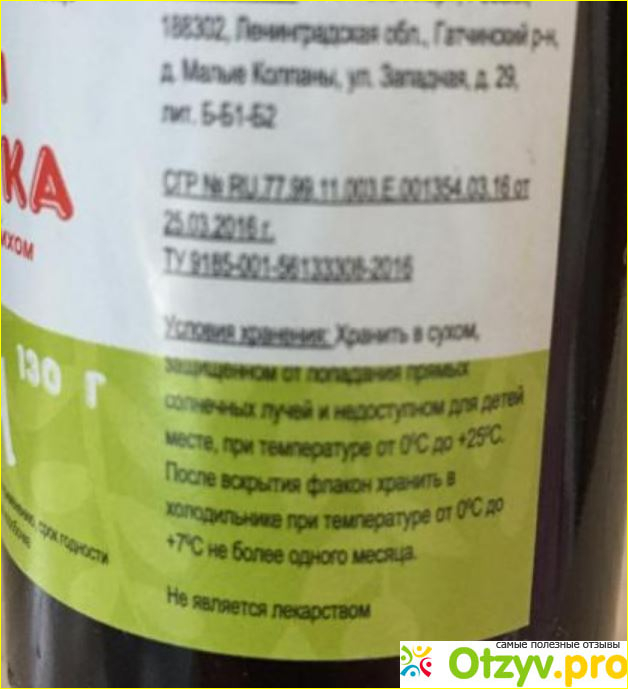 188302, Ленинградская обл., Гатчинский р-н,
д. Малые Колпаны, ул. Западная, д. 29,
лит. Б-Б1-Б2
КА
СГР № RU.77.99.11.003.Е.001354.03.16 от
25.03.2016 г.
ТУ 9185-001-56133308-2016
Условия хранения: Хранить в сухом,
защищенном от попадания прямых
солнечных лучей и недоступном для детей
месте, при температуре от 0°С до +25°С.
После вскрытия флакон хранить в
холодильнике при температуре от 0°С до
+7°С не более одного месяца.
Не является лекарством
130 г
срок годности
самые полезные отзывы
Otzyv.pro